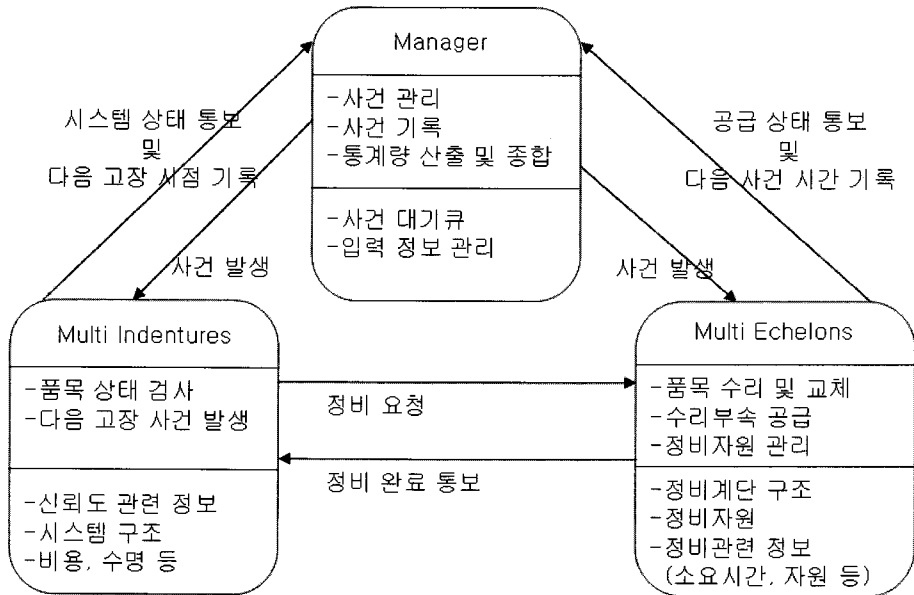 Manager
-사건 관리
-사건 기록
-통계량 산출 및 종합
-사건 대기큐
-입력 정보 관리
시스템 상태 통보
및
다음 고장 시점 기록
공급 상태 통보
및
다음 사건 시간 기록
사건 발생
사건 발생
Multi Indentures
-품목 상태 검사
-다음 고장 사건 발생
-신뢰도 관련 정보
-시스템 구조
-비용, 수명 등
정비 요청
정비 완료 통보
Multi Echelons
-품목 수리 및 교체
-수리부속 공급
-정비자원 관리
-정비계단 구조
-정비자원
-정비관련 정보
(소요시간, 자원 등)